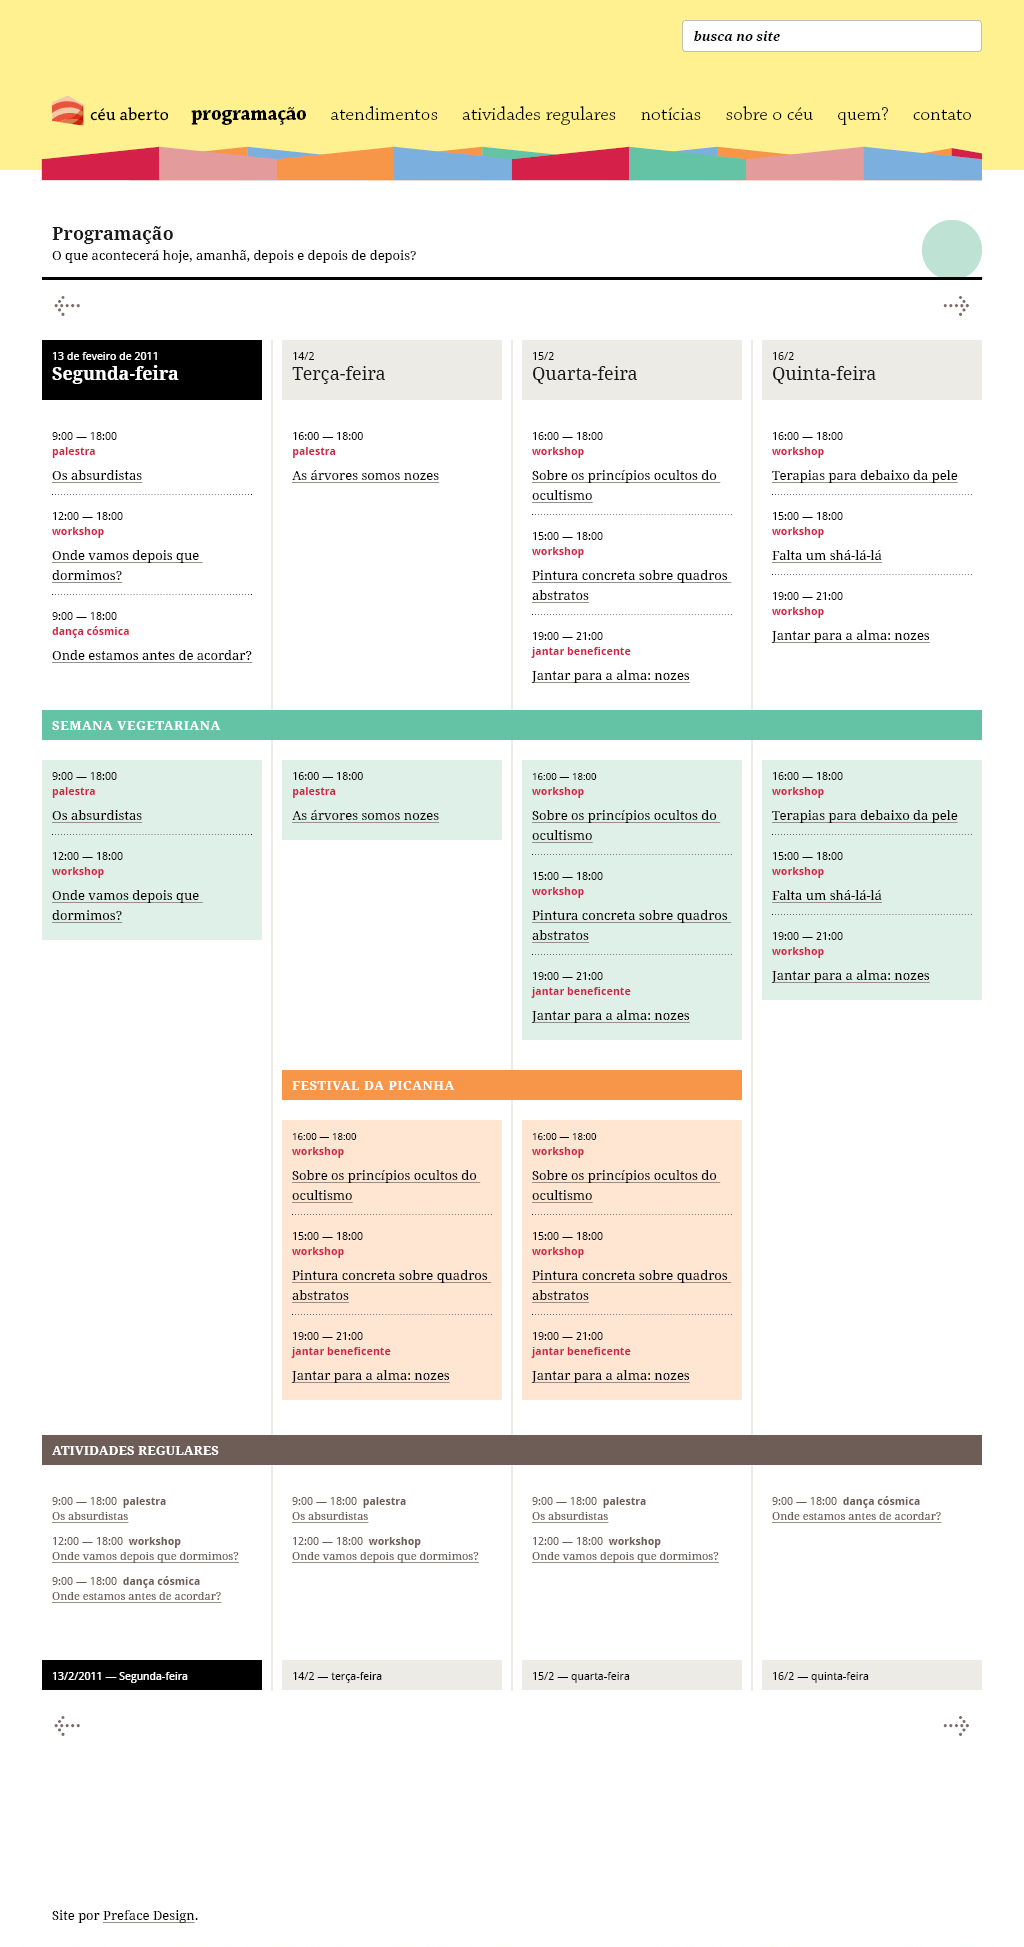 busca no site
céu aberto programação atendimentos atividades regulares notícias sobre o céu quem? contato
Programação
O que acontecerá hoje, amanhã, depois e depois de depois?
13 de feveiro de 2011
Segunda-feira
14/2
Terça-feira
15/2
Quarta-feira
16/2
Quinta-feira
9:00 — 18:00
palestra
Os absurdistas
12:00 — 18:00
workshop
Onde vamos depois que
dormimos?
9:00 — 18:00
dança cósmica
Onde estamos antes de acordar?
16:00 — 18:00
palestra
As árvores somos nozes
16:00 — 18:00
workshop
Sobre os princípios ocultos do
ocultismo
15:00 — 18:00
workshop
Pintura concreta sobre quadros
abstratos
19:00 — 21:00
jantar beneficente
Jantar para a alma: nozes
16:00 — 18:00
workshop
Terapias para debaixo da pele
15:00 — 18:00
workshop
Falta um shá-lá-lá
19:00 — 21:00
workshop
Jantar para a alma: nozes
SEMANA VEGETARIANA
9:00 — 18:00
palestra
Os absurdistas
12:00 — 18:00
workshop
Onde vamos depois que
dormimos?
16:00 — 18:00
palestra
As árvores somos nozes
16:00 — 18:00
workshop
Sobre os princípios ocultos do
ocultismo
15:00 — 18:00
workshop
Pintura concreta sobre quadros
abstratos
19:00 — 21:00
jantar beneficente
Jantar para a alma: nozes
16:00 — 18:00
workshop
Terapias para debaixo da pele
15:00 — 18:00
workshop
Falta um shá-lá-lá
19:00 — 21:00
workshop
Jantar para a alma: nozes
FESTIVAL DA PICANHA
16:00 — 18:00
workshop
Sobre os princípios ocultos do
ocultismo
15:00 — 18:00
workshop
Pintura concreta sobre quadros
abstratos
19:00 — 21:00
jantar beneficente
Jantar para a alma: nozes
16:00 — 18:00
workshop
Sobre os princípios ocultos do
ocultismo
15:00 — 18:00
workshop
Pintura concreta sobre quadros
abstratos
19:00 — 21:00
jantar beneficente
Jantar para a alma: nozes
ATIVIDADES REGULARES
9:00 — 18:00 palestra
Os absurdistas
12:00 — 18:00 workshop
Onde vamos depois que dormimos?
9:00 — 18:00 dança cósmica
Onde estamos antes de acordar?
9:00 — 18:00 palestra
Os absurdistas
12:00 — 18:00 workshop
Onde vamos depois que dormimos?
9:00 — 18:00 palestra
Os absurdistas
12:00 — 18:00 workshop
Onde vamos depois que dormimos?
9:00 — 18:00 dança cósmica
Onde estamos antes de acordar?
13/2/2011 — Segunda-feira
14/2 — terça-feira
15/2 — quarta-feira
16/2 — quinta-feira
Site por Preface Design.